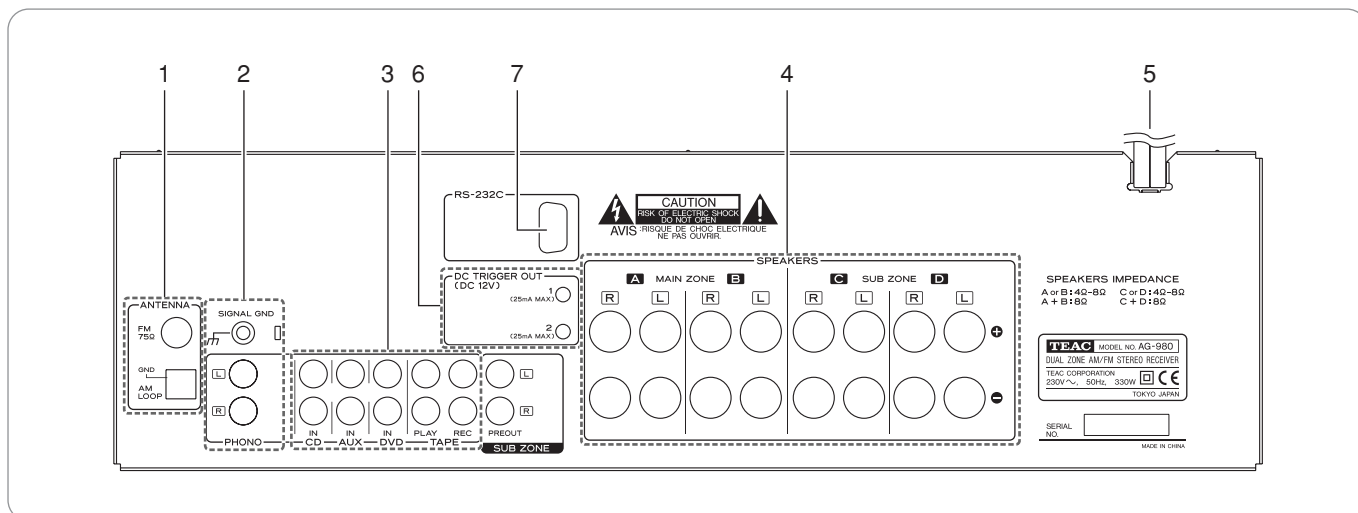 1 2 3 6 7 4 5
RS-232C
CAUTION
RISK OF ELECTRIC SHOCK
DO NOT OPEN
AVIS :RISQUE DE CHOC ELECTRIQUE
NE PAS OUVRIR.
DC TRIGGER OUT
(DC 12V)
1
(25mA MAX)
2
(25mA MAX)
ANTENNA
FM
75Ω
GND
AM
LOOP
SIGNAL GND
L
R
PHONO
IN IN IN PLAY REC
CD AUX DVD TAPE
L
R
PREOUT
SUB ZONE
SPEAKERS
A MAIN ZONE B C SUB ZONE D
R L R L R L R L
+
−
SPEAKERS IMPEDANCE
A or B:4Ω-8Ω C or D:4Ω-8Ω
A + B:8Ω C + D:8Ω
TEAC MODEL NO. AG-980
DUAL ZONE AM/FM STEREO RECEIVER
TEAC CORPORATION
230V～, 50Hz, 330W CE
TOKYO JAPAN
SERIAL
NO.
MADE IN CHINA